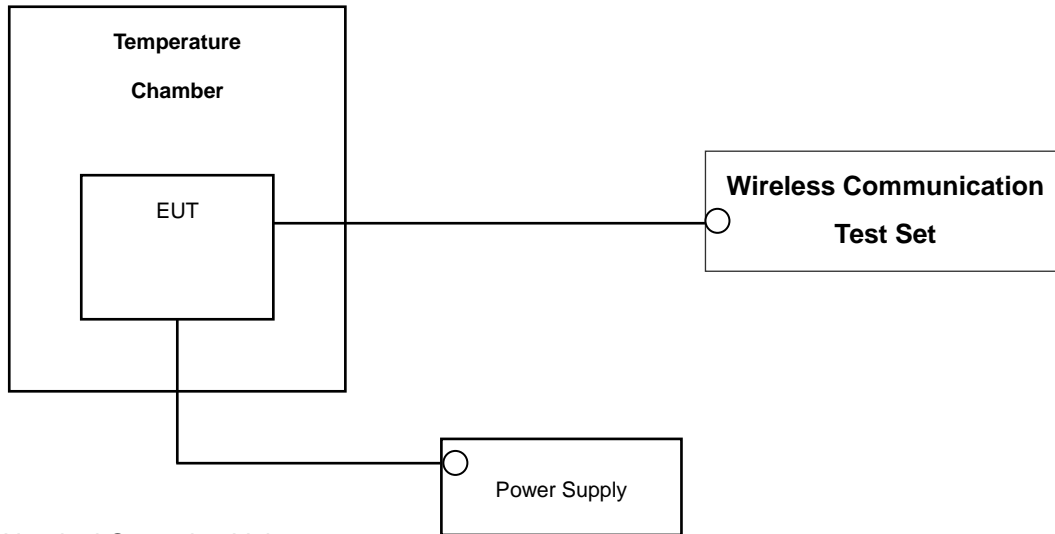 Temperature
Chamber
EUT
Wireless Communication
Test Set
Power Supply